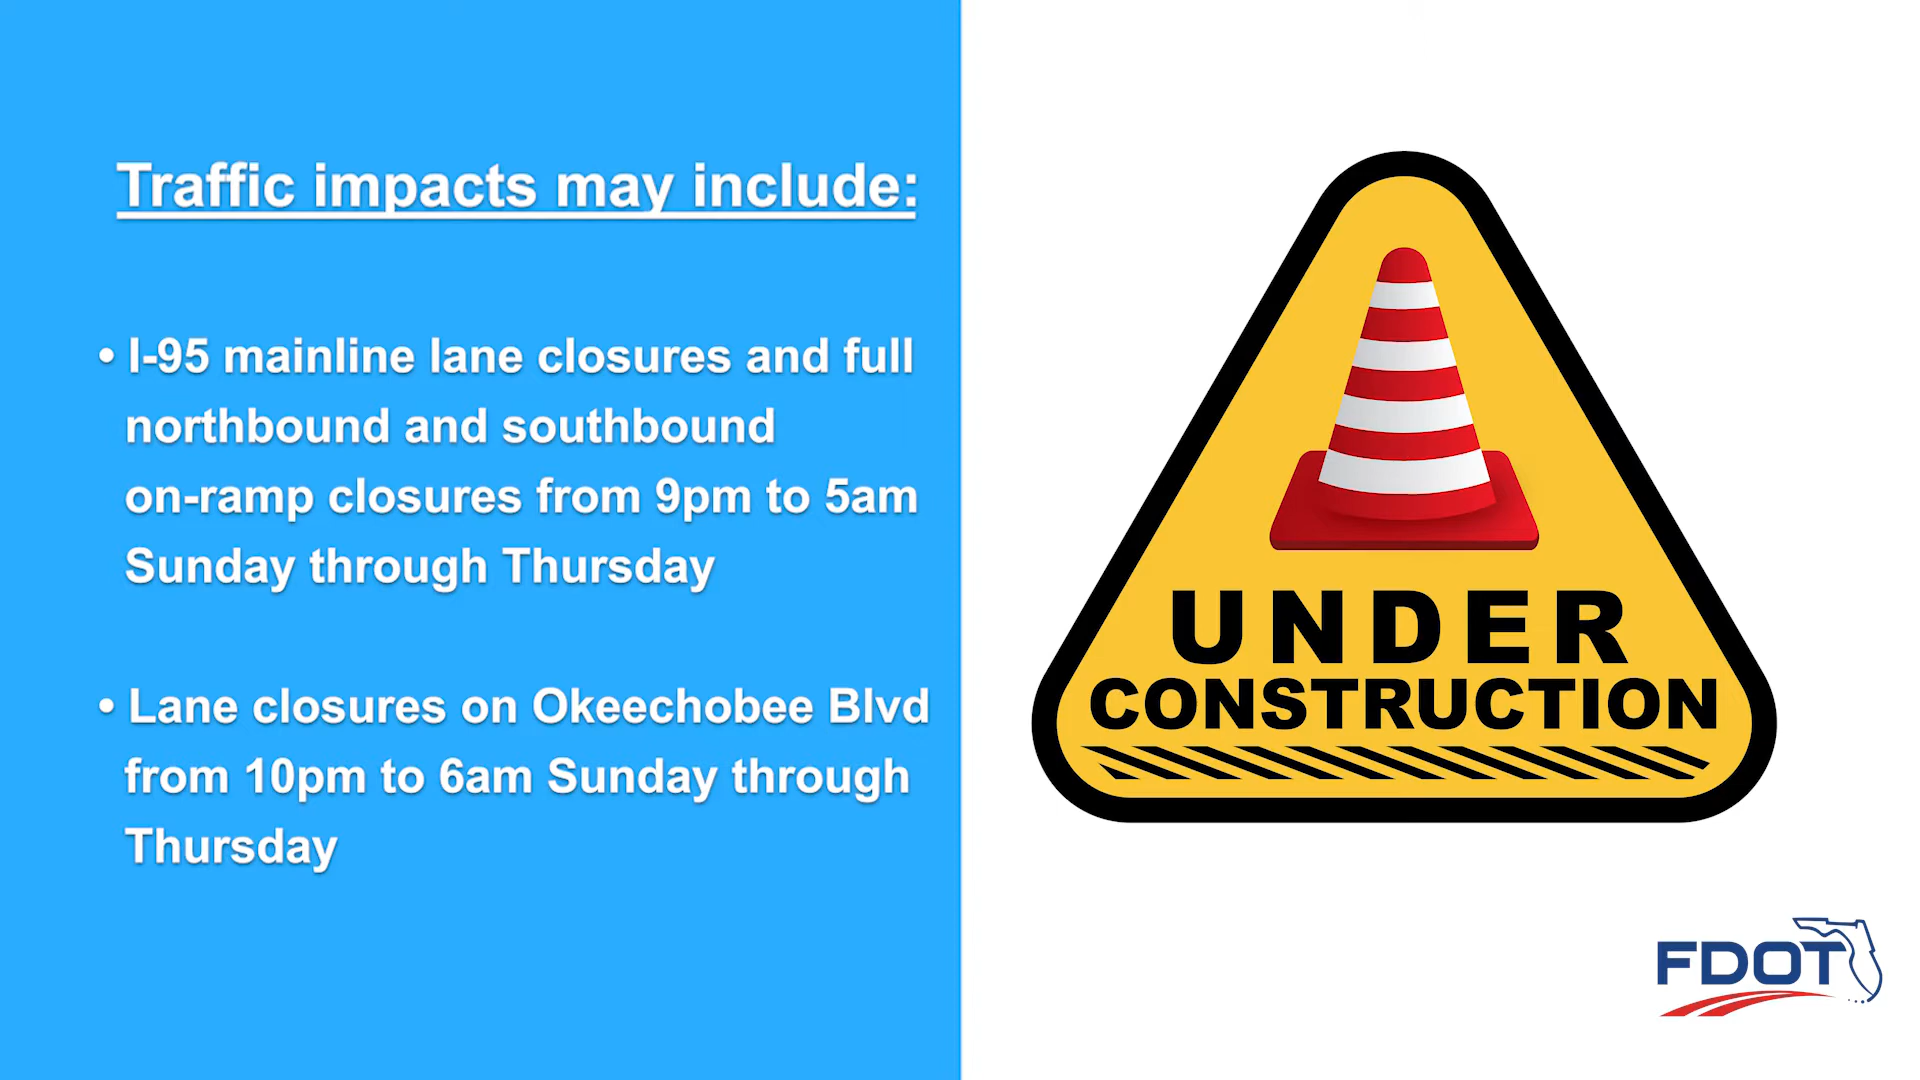 Traffic impacts may include:
• I-95 mainline lane closures and full
northbound and southbound
on-ramp closures from 9pm to 5am
Sunday through Thursday
• Lane closures on Okeechobee Blvd
from 10pm to 6am Sunday through
Thursday
UNDER
CONSTRUCTION
FDOT